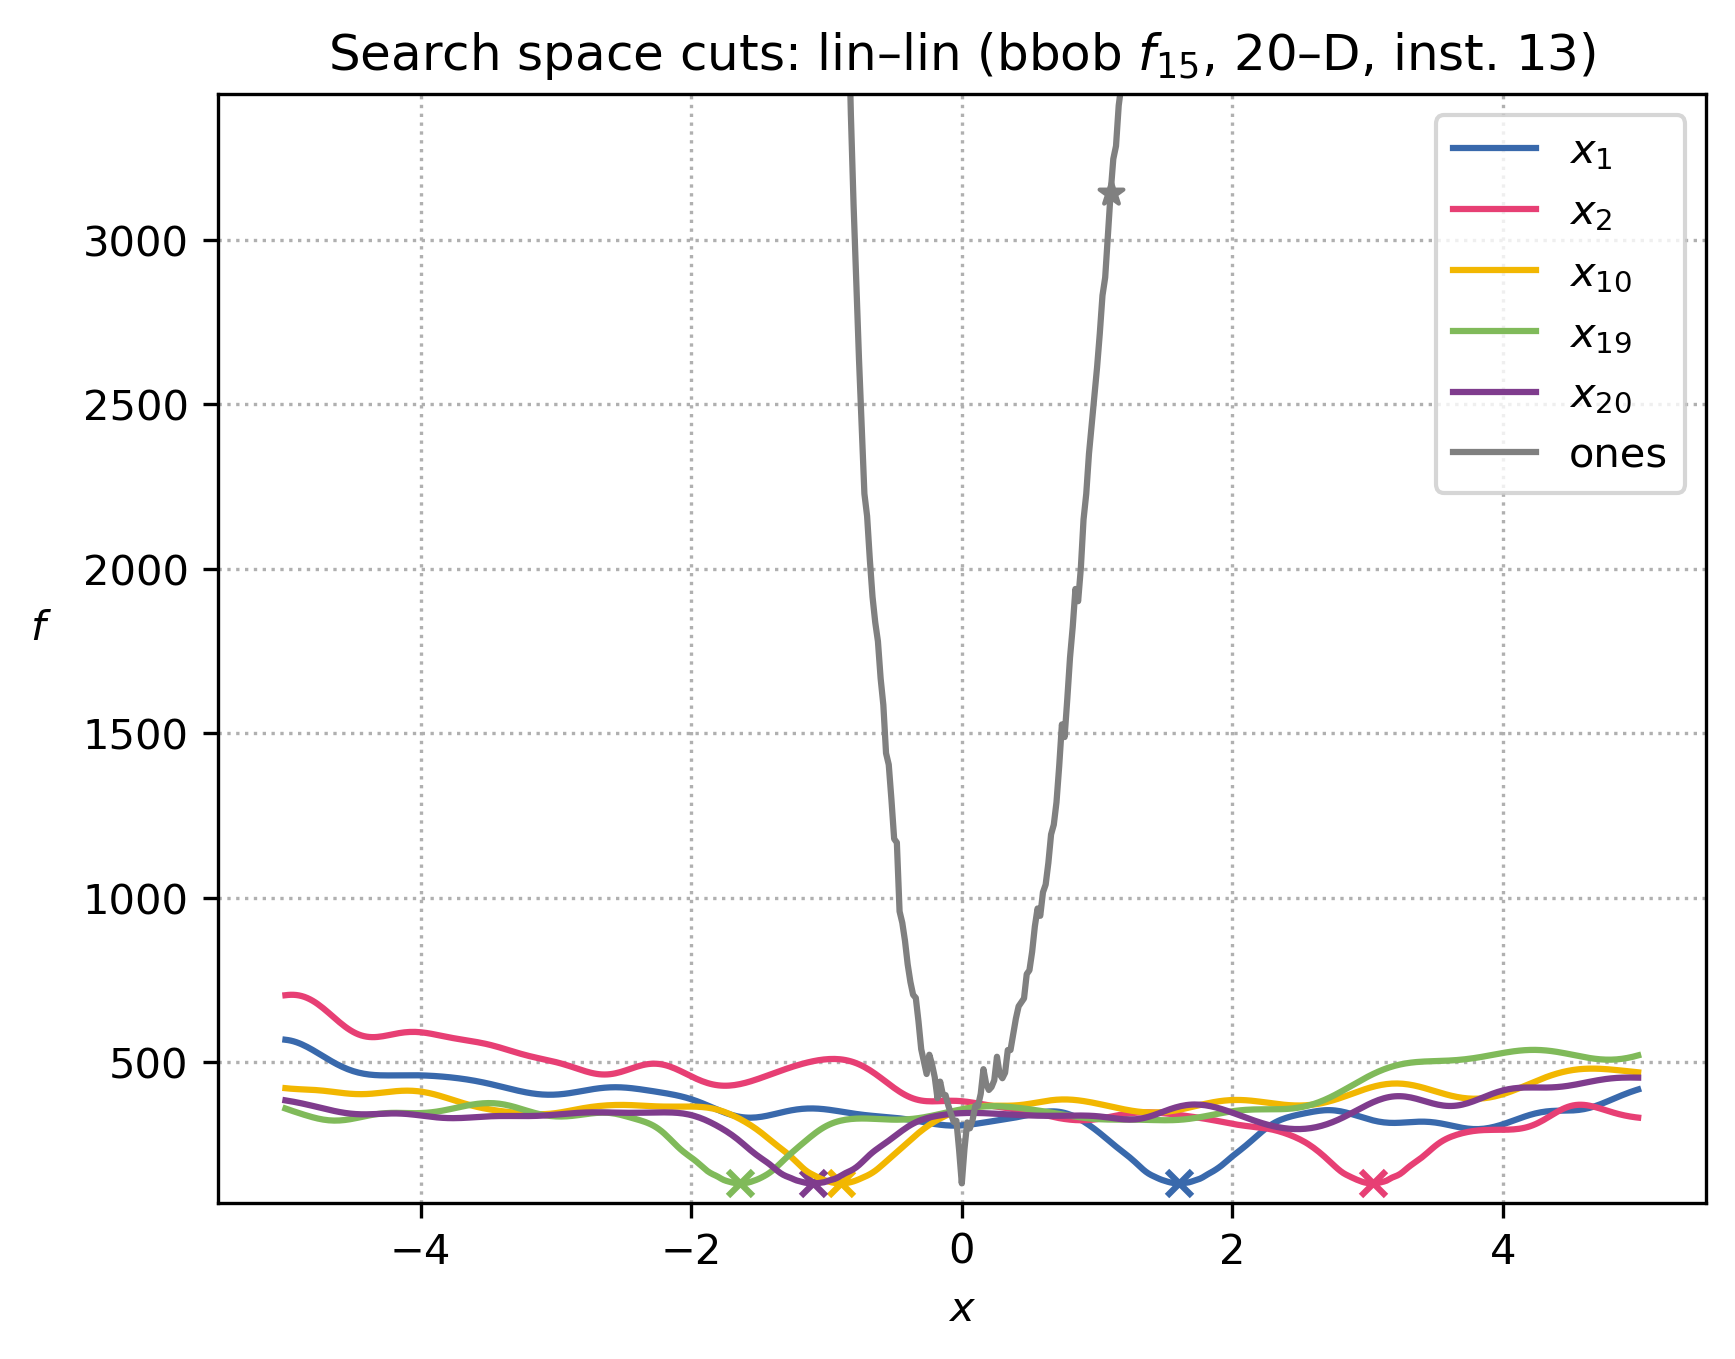 Search space cuts: lin–lin (bbob f₁₅, 20–D, inst. 13)
x₁
x₂
x₁₀
x₁₉
x₂₀
ones
3000
2500
2000
1500
1000
500
f
−4 −2 0 2 4
x